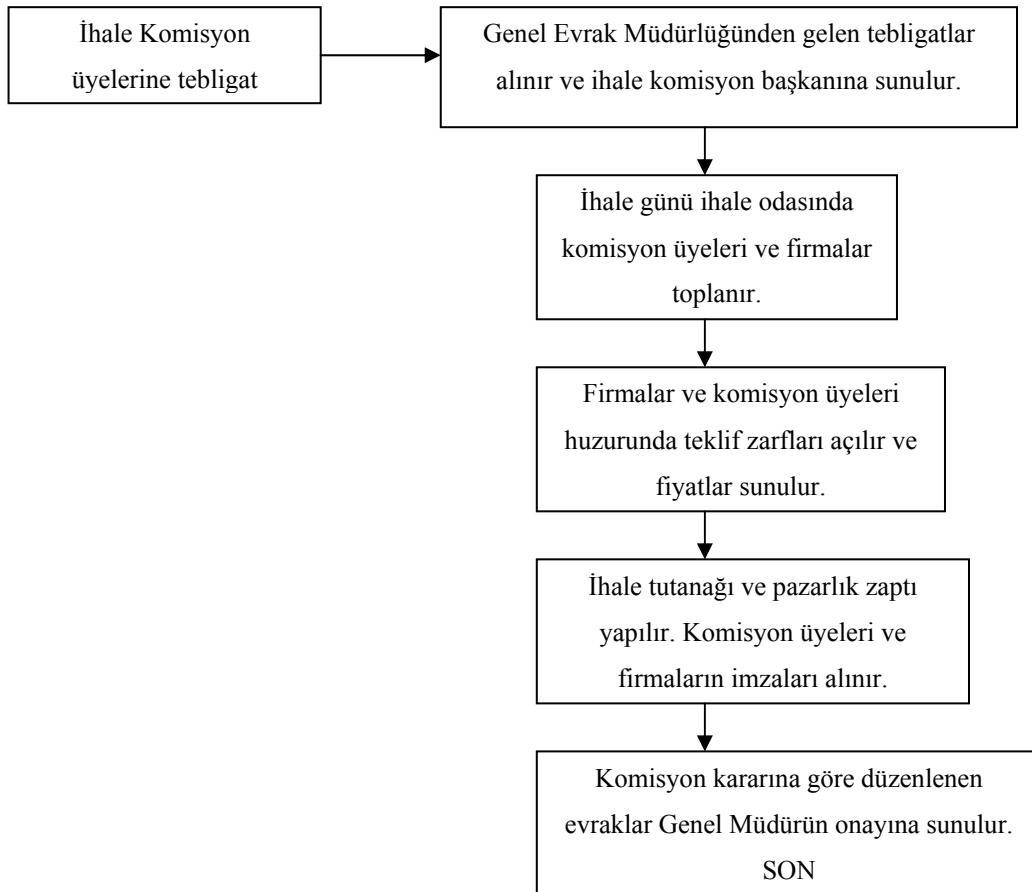 İhale Komisyon
üyelerine tebligat
Genel Evrak Müdürlüğünden gelen tebligatlar
alınır ve ihale komisyon başkanına sunulur.
İhale günü ihale odasında
komisyon üyeleri ve firmalar
toplanır.
Firmalar ve komisyon üyeleri
huzurunda teklif zarfları açılır ve
fiyatlar sunulur.
İhale tutanağı ve pazarlık zaptı
yapılır. Komisyon üyeleri ve
firmaların imzaları alınır.
Komisyon kararına göre düzenlenen
evraklar Genel Müdürün onayına sunulur.
SON